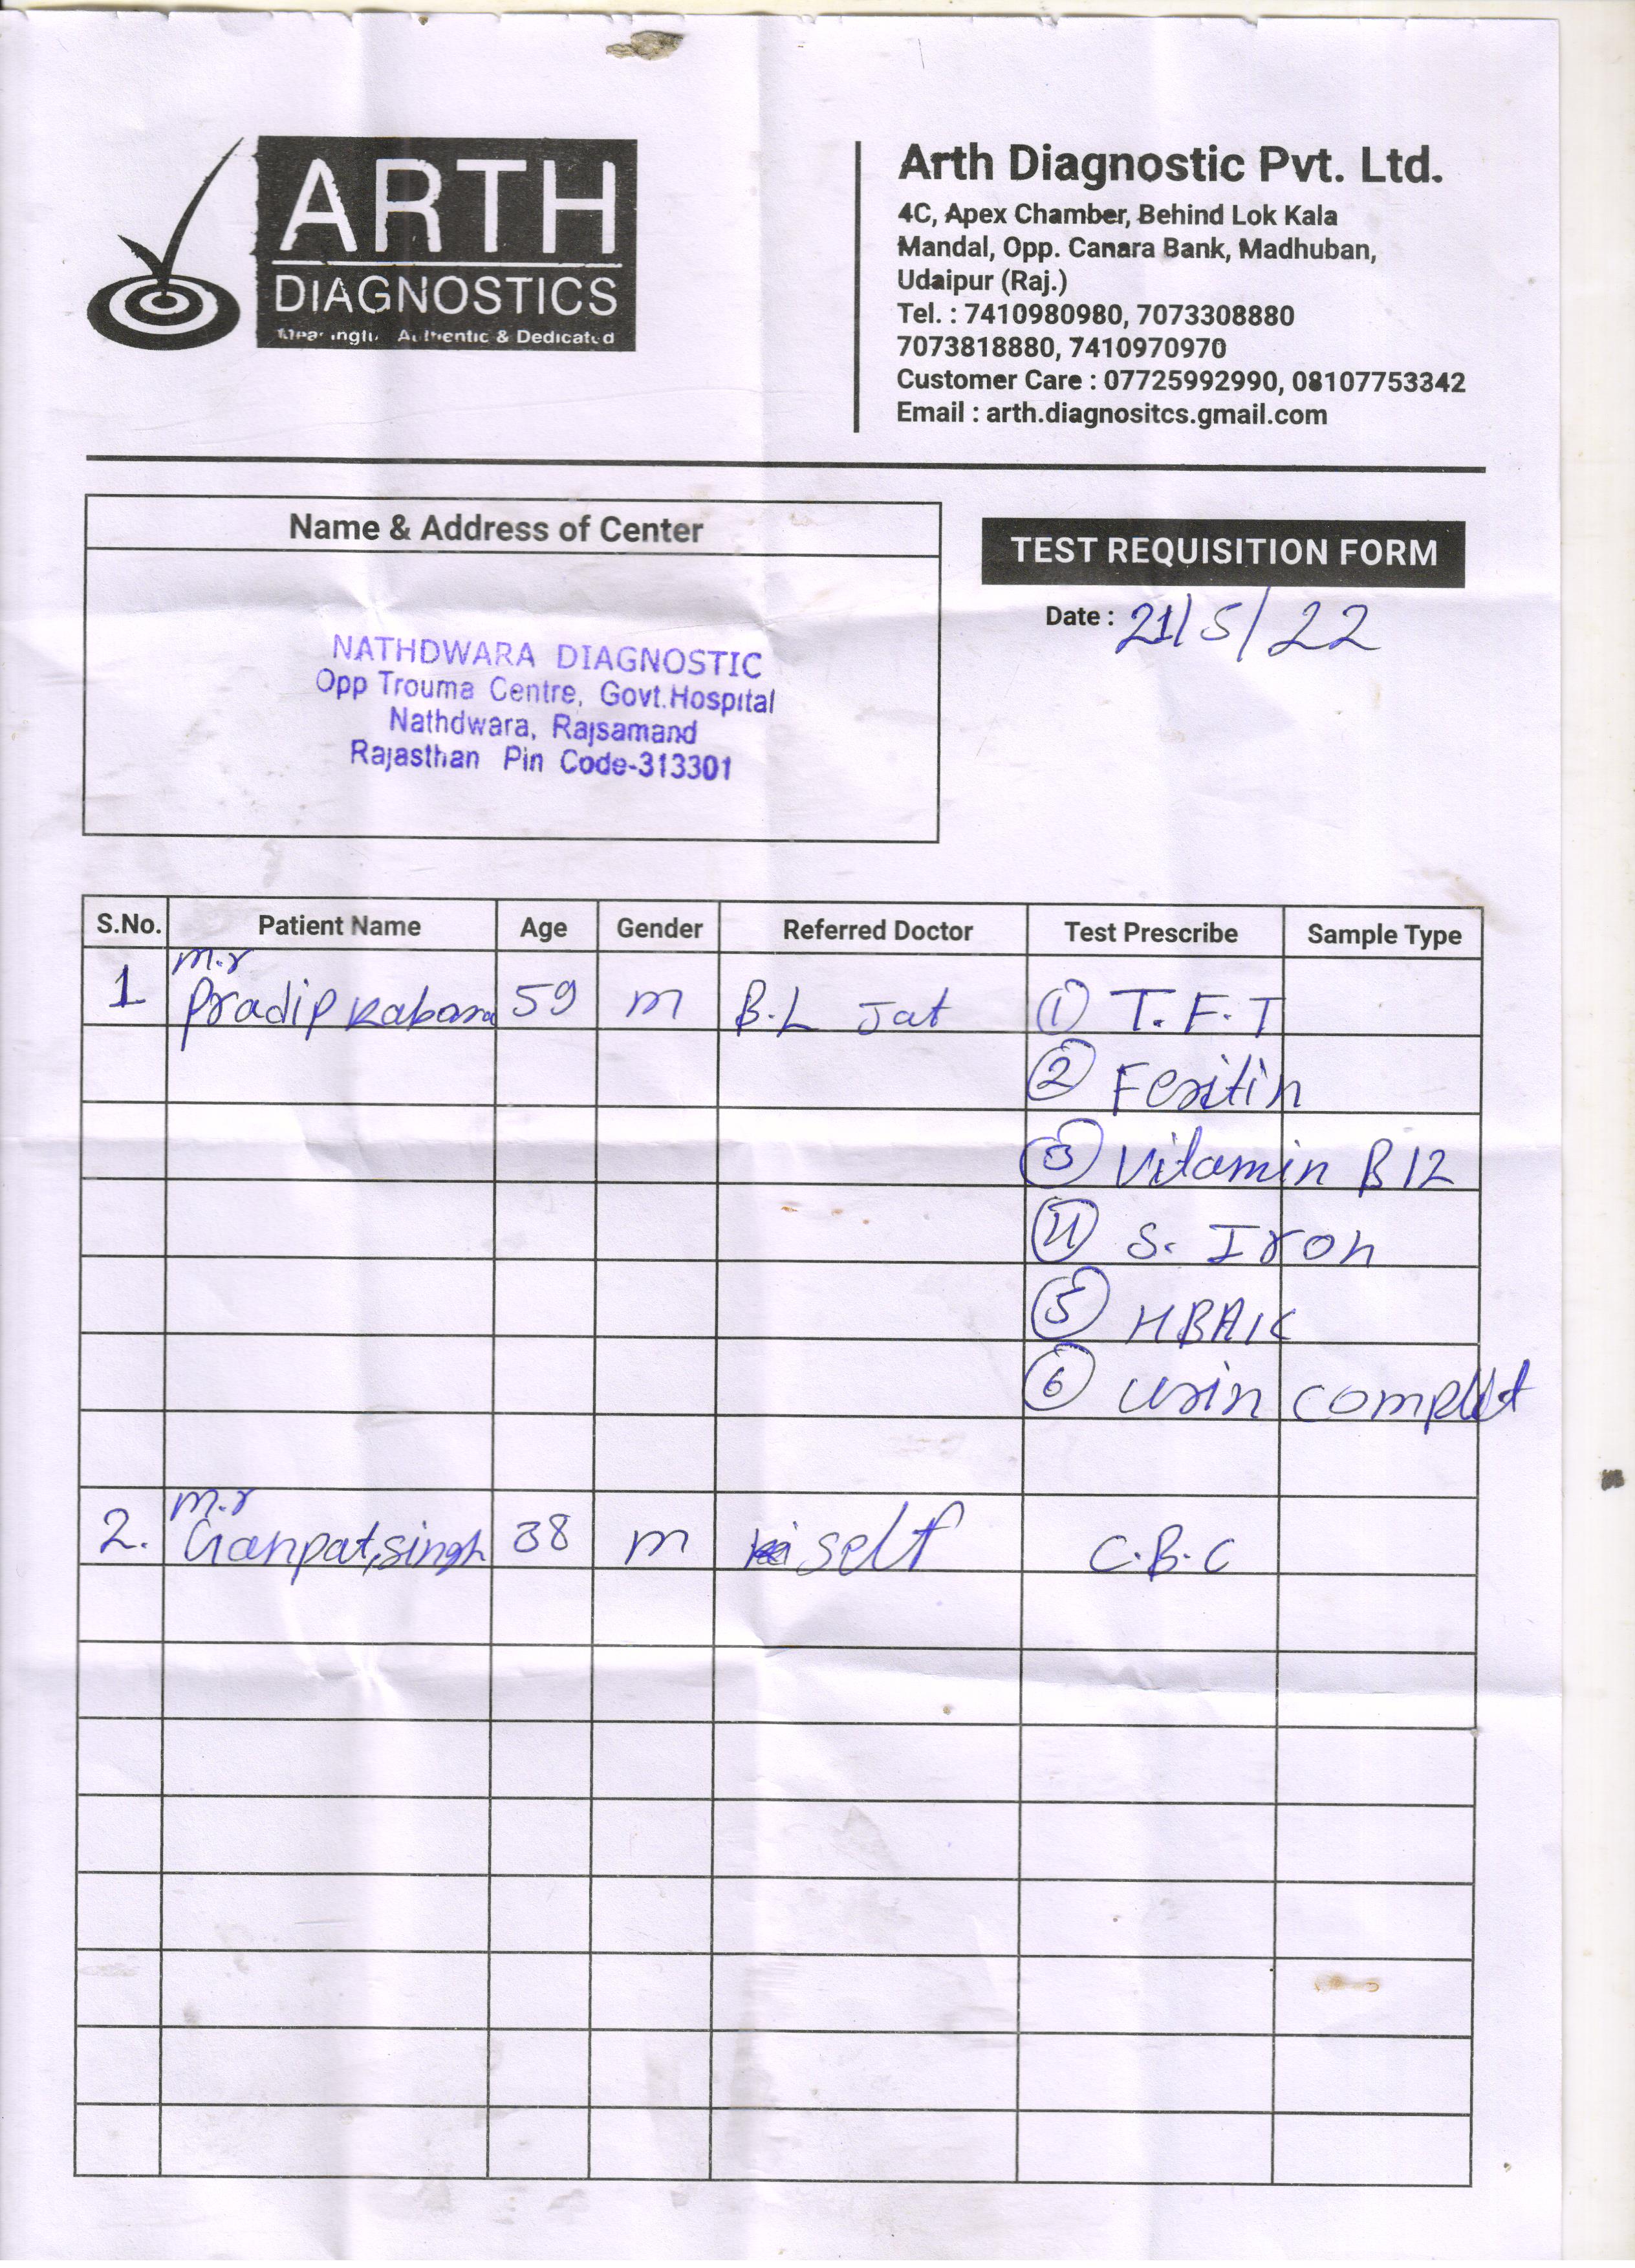 ARTH
DIAGNOSTICS
Authentic & Dedicated
Arth Diagnostic Pvt. Ltd.
4C, Apex Chamber, Behind Lok Kala
Mandal, Opp. Canara Bank, Madhuban,
Udaipur (Raj.)
Tel. : 7410980980, 7073308880
7073818880, 7410970970
Customer Care : 07725992990, 08107753342
Email : arth.diagnositcs.gmail.com
Name & Address of Center
NATHDWARA DIAGNOSTIC
Opp Trouma Centre, Govt.Hospital
Nathdwara, Rajsamand
Rajasthan Pin Code-313301
TEST REQUISITION FORM
Date : 21/5/22
S.No. Patient Name Age Gender Referred Doctor Test Prescribe Sample Type
m.r
1 Pradip Kabara 59 m B.L Jat 1 T.F.T
2 Feritin
3 Vitamin B12
4 S. Iron
5 HBA1C
6 urin complet
m.r
2. Ganpat singh 38 m self C.B.C